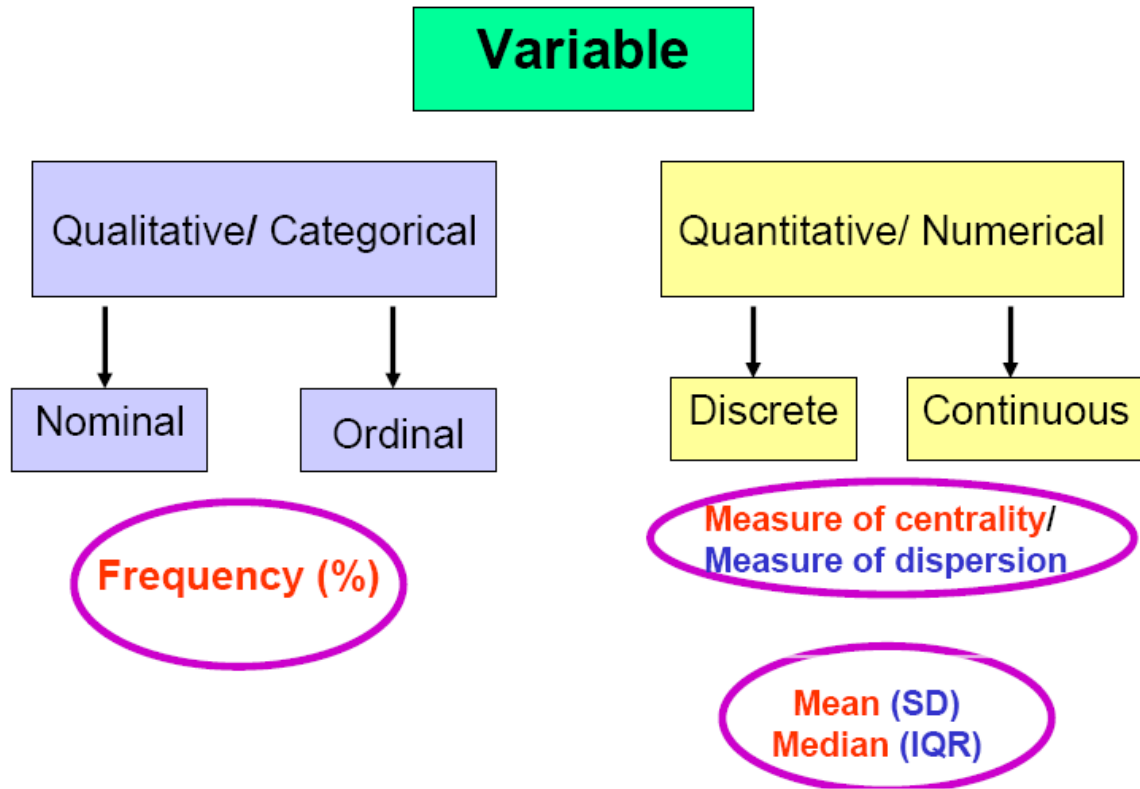 Variable
Qualitative/ Categorical
Quantitative/ Numerical
Nominal
Ordinal
Discrete
Continuous
Frequency (%)
Measure of centrality/
Measure of dispersion
Mean (SD)
Median (IQR)